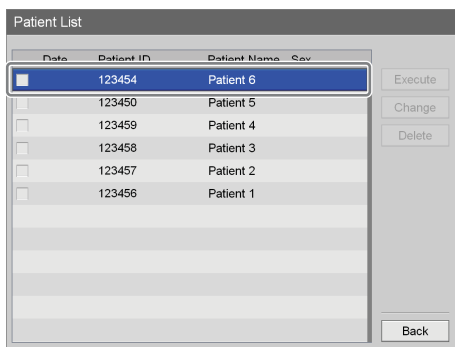 Patient List
Date Patient ID Patient Name Sex
123454 Patient 6
Execute
123450 Patient 5
Change
123459 Patient 4
Delete
123458 Patient 3
123457 Patient 2
123456 Patient 1
Back